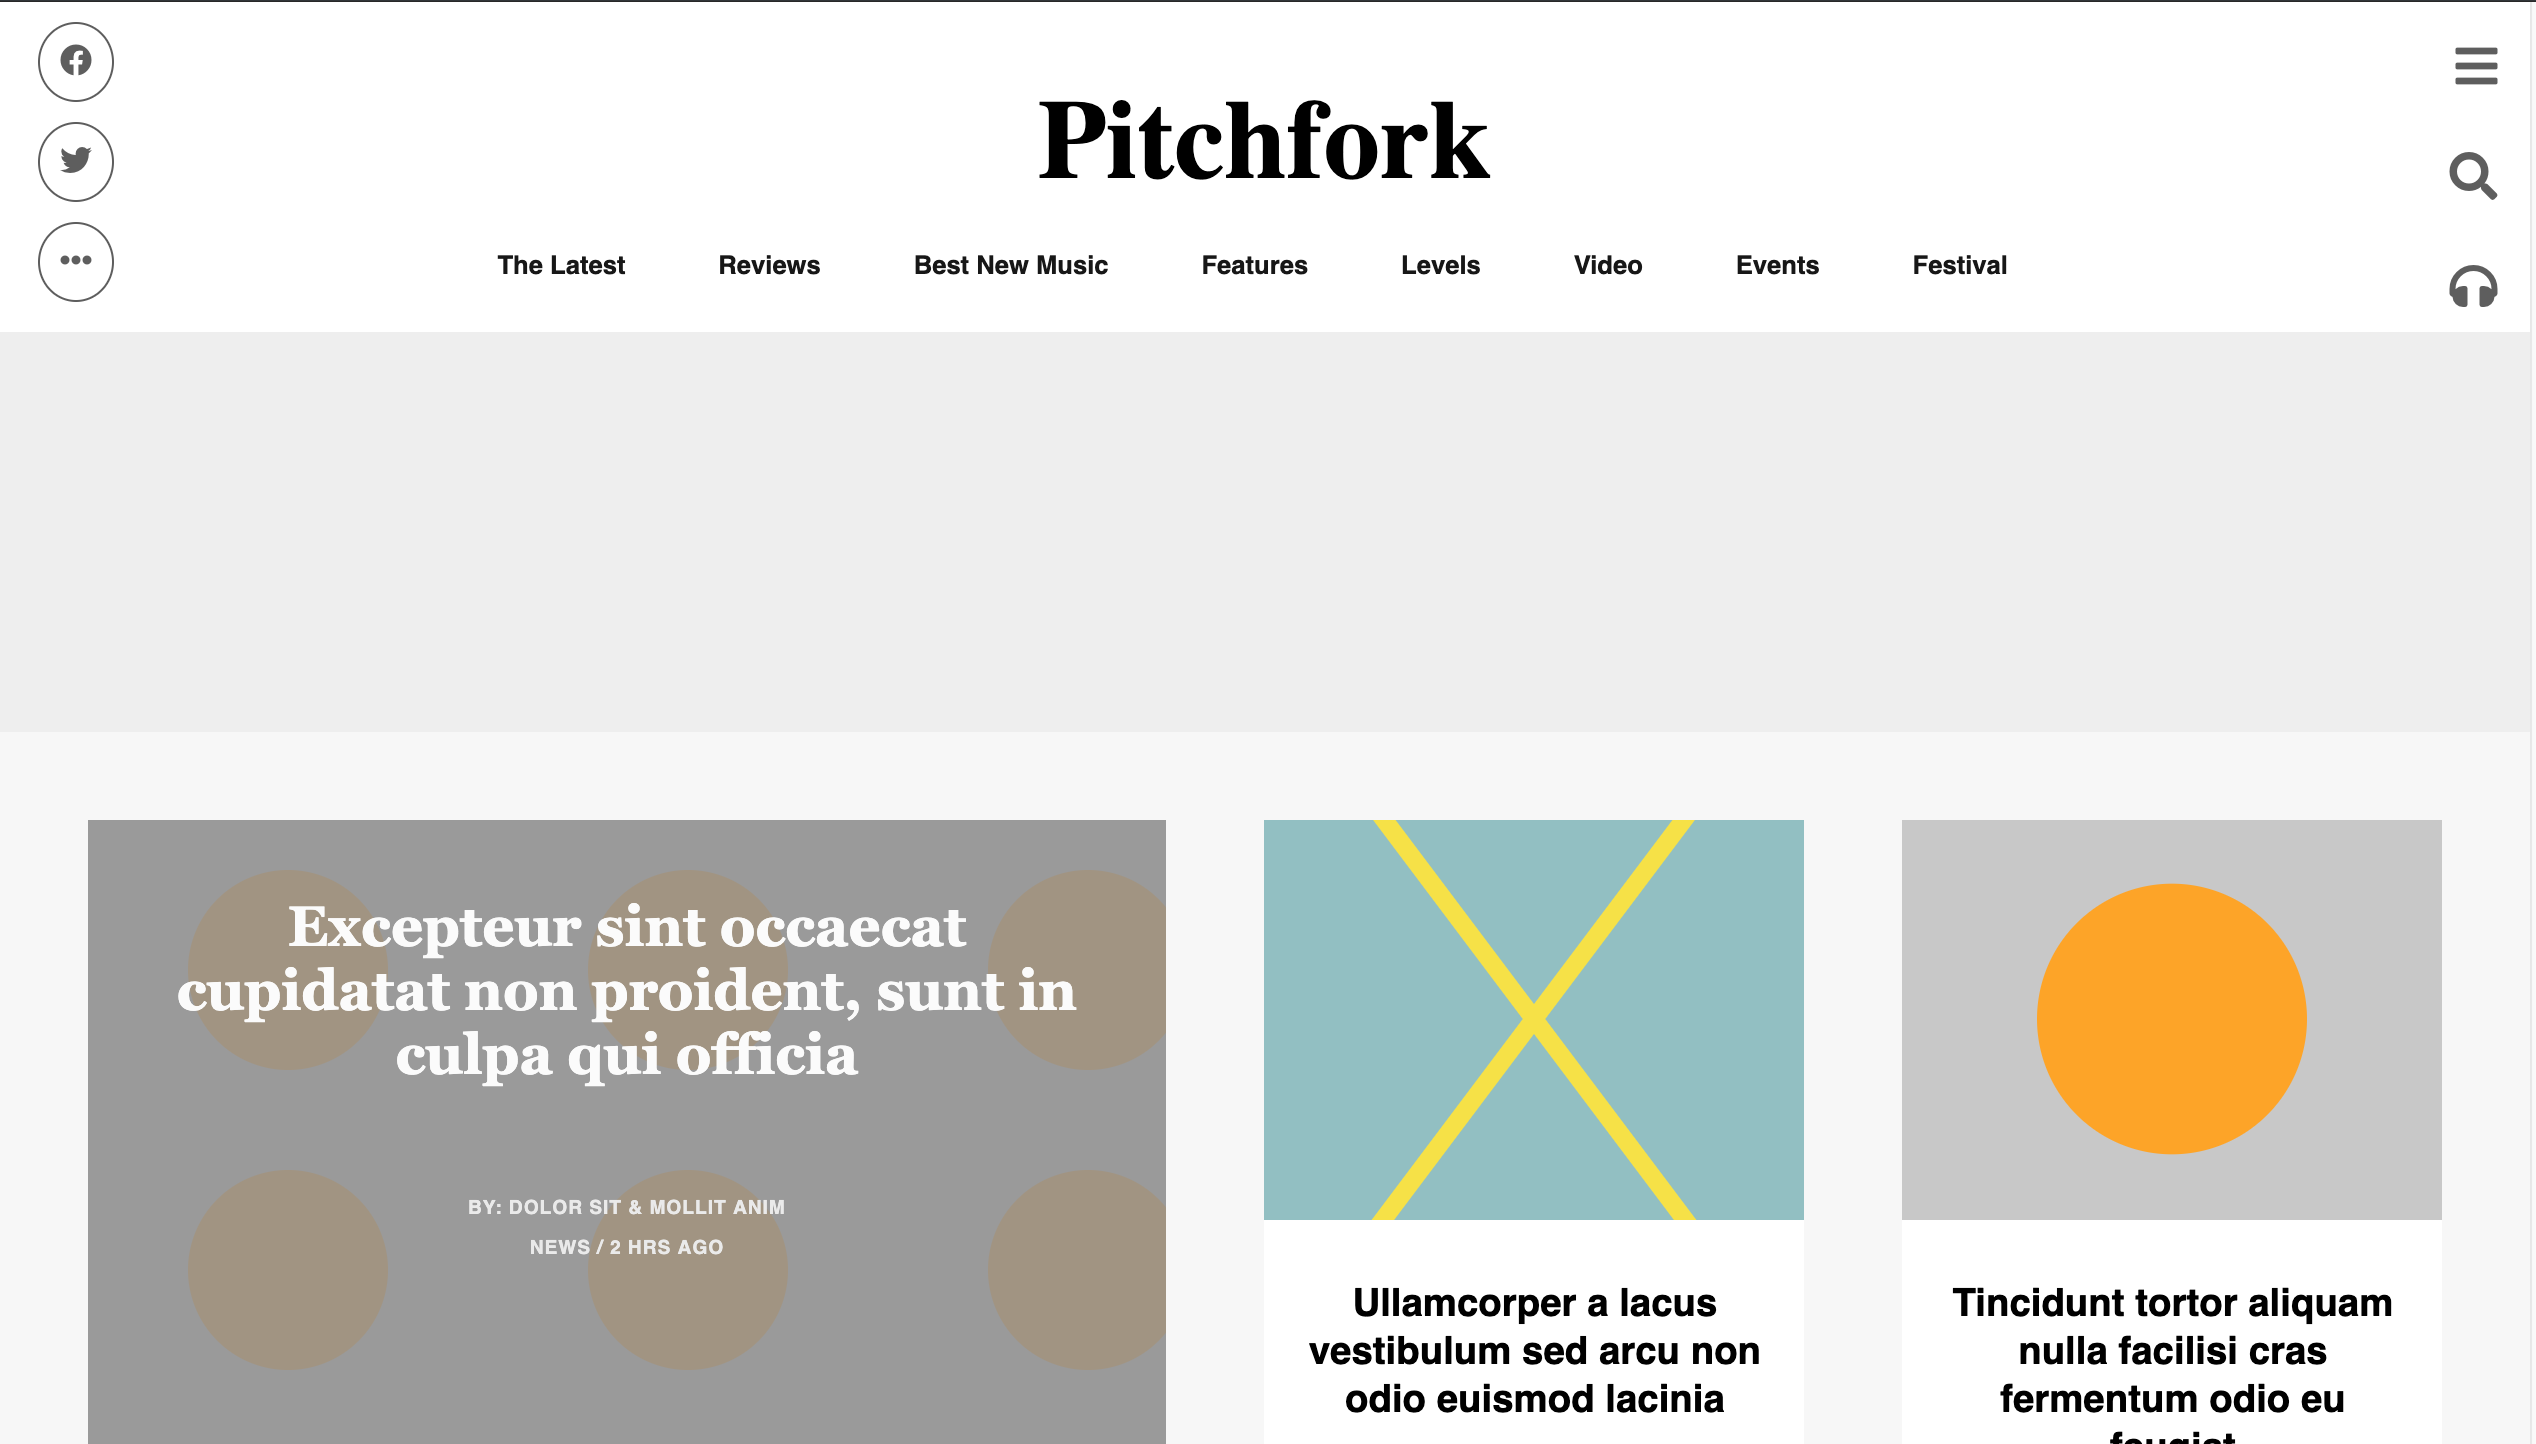 Pitchfork
The Latest Reviews Best New Music Features Levels Video Events Festival
Excepteur sint occaecat
cupidatat non proident, sunt in
culpa qui officia
BY: DOLOR SIT & MOLLIT ANIM
NEWS / 2 HRS AGO
Ullamcorper a lacus
vestibulum sed arcu non
odio euismod lacinia
Tincidunt tortor aliquam
nulla facilisi cras
fermentum odio eu
feugiat